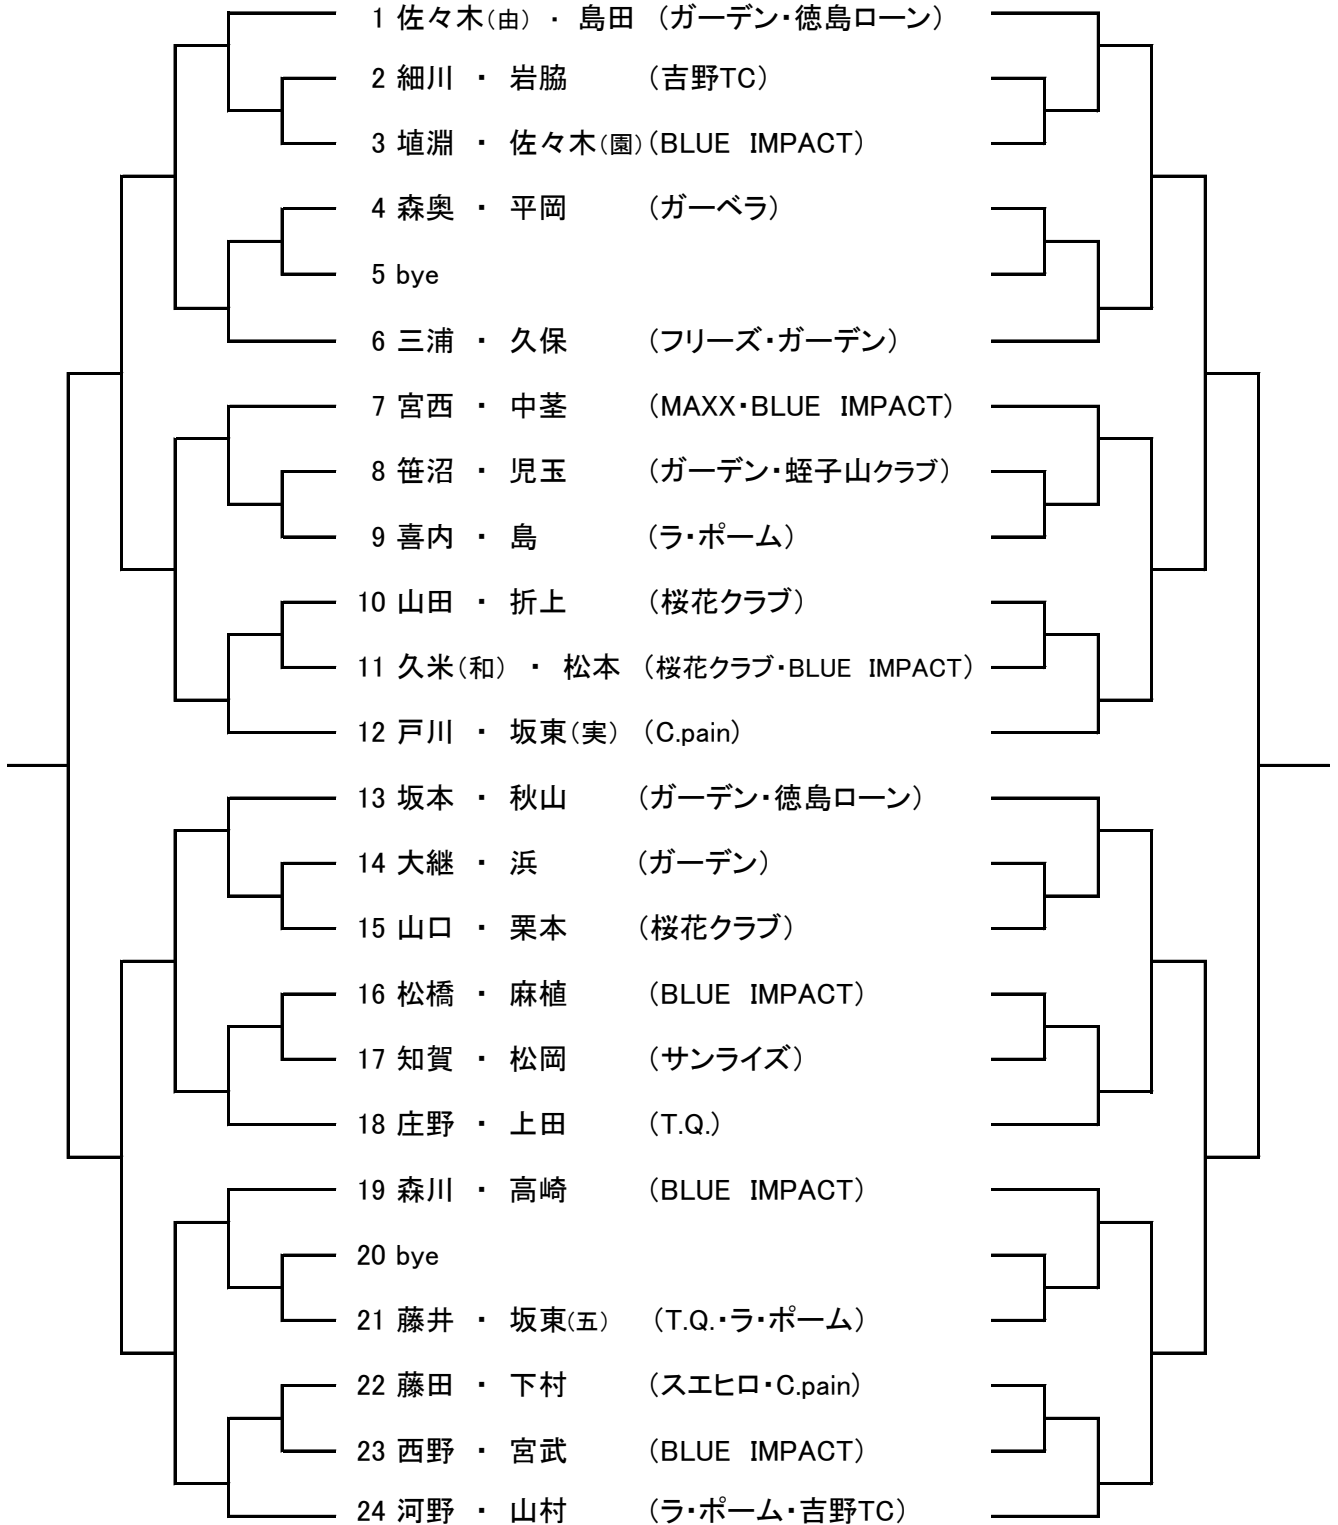 1 佐々木(由) ・ 島田 (ガーデン・徳島ローン)
2 細川 ・ 岩脇 (吉野TC)
3 埴淵 ・ 佐々木(園)(BLUE IMPACT)
4 森奥 ・ 平岡 (ガーベラ)
5 bye
6 三浦 ・ 久保 (フリーズ・ガーデン)
7 宮西 ・ 中茎 (MAXX・BLUE IMPACT)
8 笹沼 ・ 児玉 (ガーデン・蛭子山クラブ)
9 喜内 ・ 島 (ラ・ポーム)
10 山田 ・ 折上 (桜花クラブ)
11 久米(和) ・ 松本 (桜花クラブ・BLUE IMPACT)
12 戸川 ・ 坂東(実) (C.pain)
13 坂本 ・ 秋山 (ガーデン・徳島ローン)
14 大継 ・ 浜 (ガーデン)
15 山口 ・ 栗本 (桜花クラブ)
16 松橋 ・ 麻植 (BLUE IMPACT)
17 知賀 ・ 松岡 (サンライズ)
18 庄野 ・ 上田 (T.Q.)
19 森川 ・ 高崎 (BLUE IMPACT)
20 bye
21 藤井 ・ 坂東(五) (T.Q.・ラ・ポーム)
22 藤田 ・ 下村 (スエヒロ・C.pain)
23 西野 ・ 宮武 (BLUE IMPACT)
24 河野 ・ 山村 (ラ・ポーム・吉野TC)